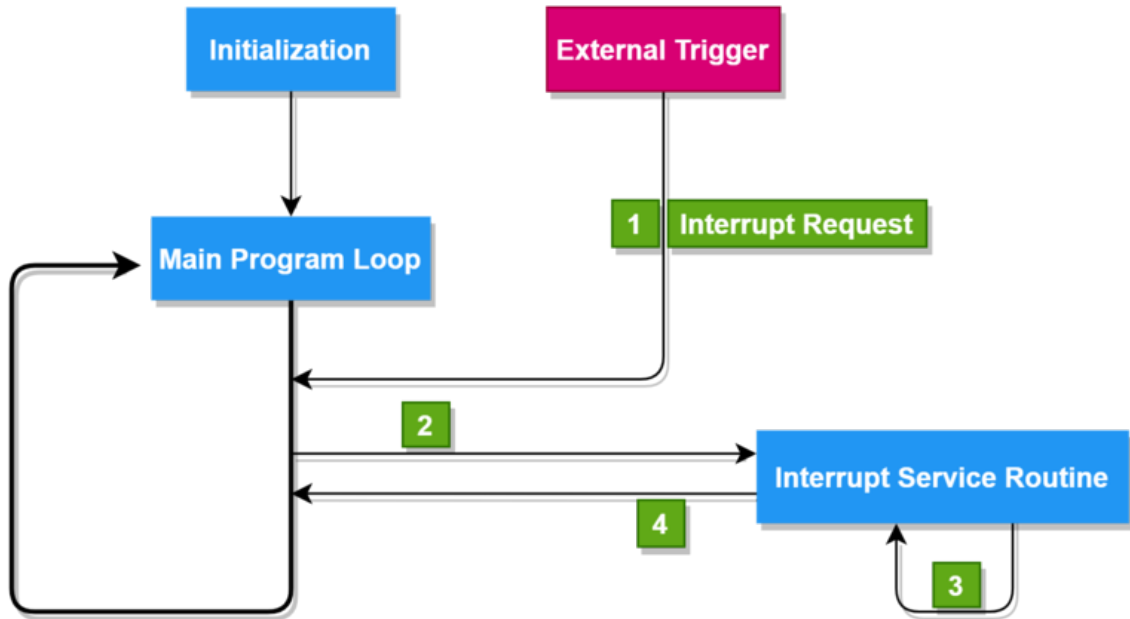 Initialization
External Trigger
1
Interrupt Request
Main Program Loop
2
Interrupt Service Routine
4
3